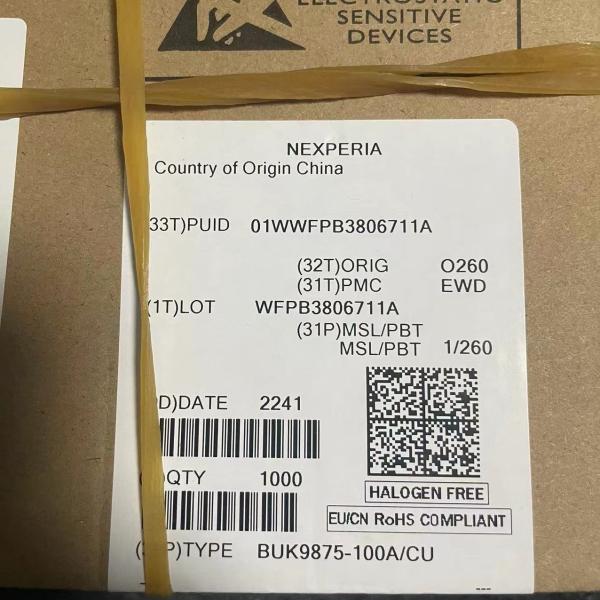 ELECTROSTATIC
SENSITIVE
DEVICES
NEXPERIA
Country of Origin China
33T)PUID 01WWFPB3806711A
(32T)ORIG O260
(31T)PMC EWD
(1T)LOT WFPB3806711A
(31P)MSL/PBT
MSL/PBT 1/260
D)DATE 2241
)QTY 1000
HALOGEN FREE
EU/CN RoHS COMPLIANT
P)TYPE BUK9875-100A/CU